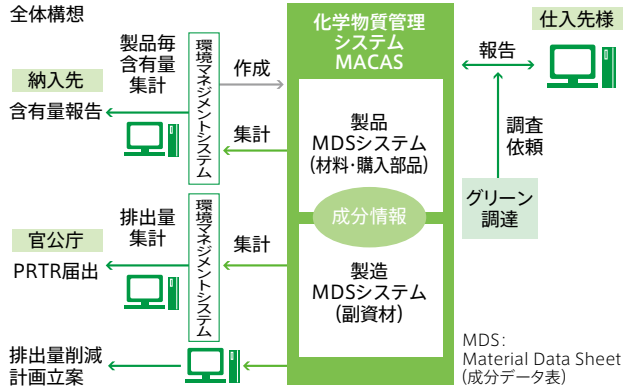 全体構想
納入先
含有量報告
製品毎
含有量
集計
環境マネジメントシステム
作成
集計
化学物質管理
システム
MACAS
製品
MDSシステム
(材料･購入部品)
成分情報
製造
MDSシステム
(副資材)
仕入先様
報告
調査
依頼
グリーン
調達
官公庁
PRTR届出
排出量
集計
環境マネジメントシステム
集計
排出量削減
計画立案
MDS：
Material Data Sheet
(成分データ表)